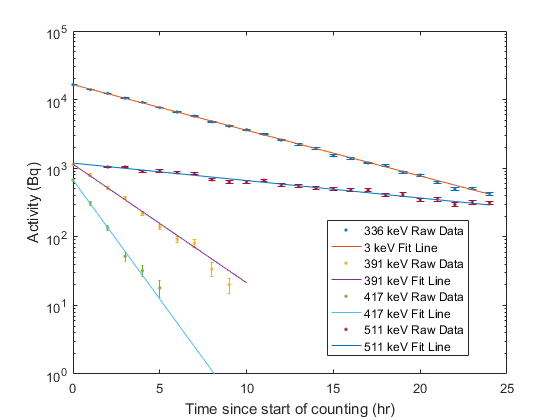 10^5
10^4
10^3
10^2
10^1
10^0
Activity (Bq)
336 keV Raw Data
3 keV Fit Line
391 keV Raw Data
391 keV Fit Line
417 keV Raw Data
417 keV Fit Line
511 keV Raw Data
511 keV Fit Line
0 5 10 15 20 25
Time since start of counting (hr)